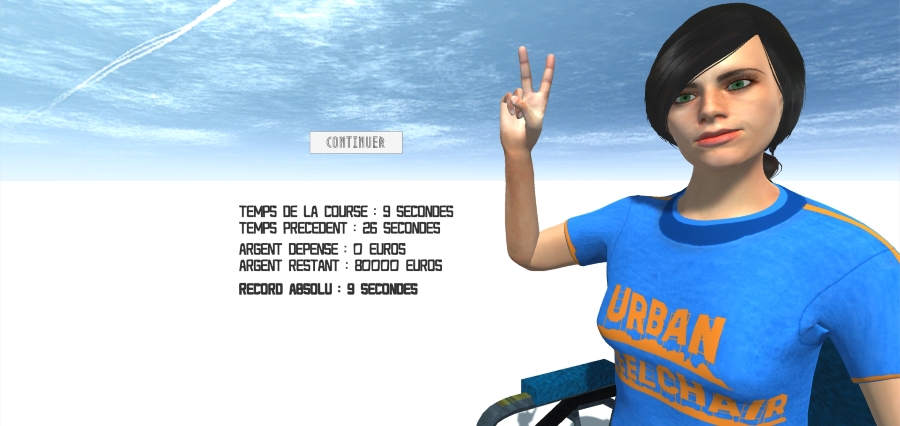 CONTINUER
TEMPS DE LA COURSE : 9 SECONDES
TEMPS PRECEDENT : 26 SECONDES
ARGENT DEPENSE : 0 EUROS
ARGENT RESTANT : 80000 EUROS
RECORD ABSOLU : 9 SECONDES
URBAN
EELCHAIR